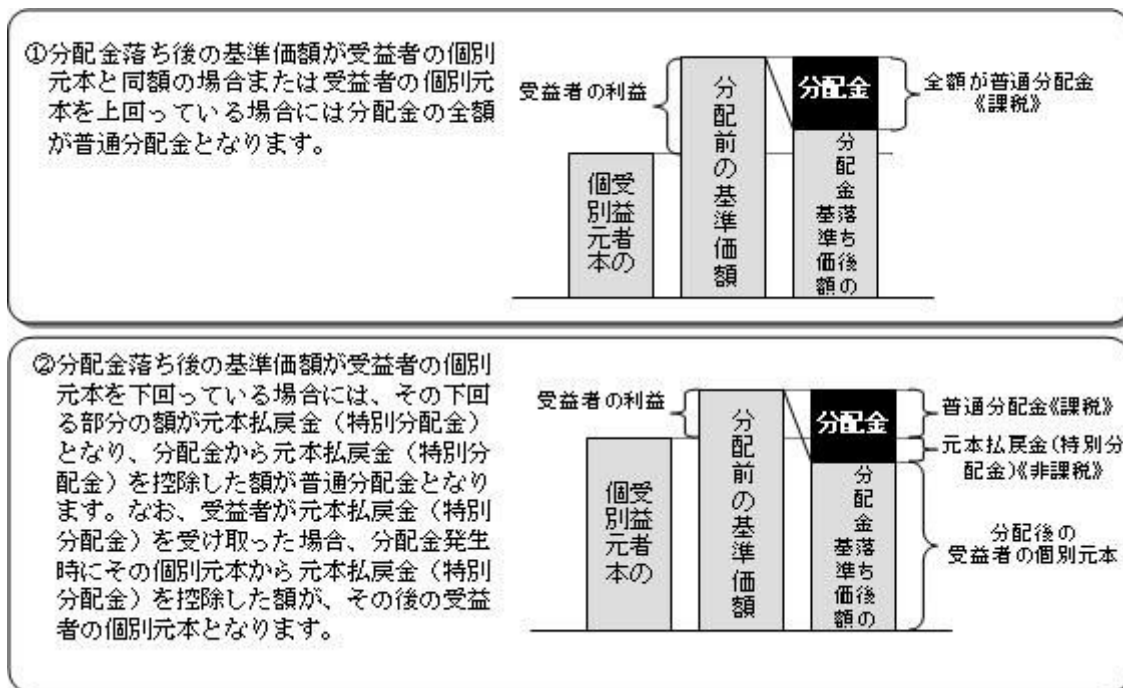 ①分配金落ち後の基準価額が受益者の個別
元本と同額の場合または受益者の個別元
本を上回っている場合には分配金の全額
が普通分配金となります。
受益者の利益
受益者の
個別元本
分配前の基準価額
分配金
分配金落ち後の
基準価額
全額が普通分配金
《課税》
②分配金落ち後の基準価額が受益者の個別
元本を下回っている場合には、その下回
る部分の額が元本払戻金（特別分配金）
となり、分配金から元本払戻金（特別分
配金）を控除した額が普通分配金となり
ます。なお、受益者が元本払戻金（特別
分配金）を受け取った場合、分配金発生
時にその個別元本から元本払戻金（特別
分配金）を控除した額が、その後の受益
者の個別元本となります。
受益者の利益
受益者の
個別元本
分配前の基準価額
分配金
分配金落ち後の
基準価額
普通分配金《課税》
元本払戻金(特別分
配金)《非課税》
分配後の
受益者の個別元本